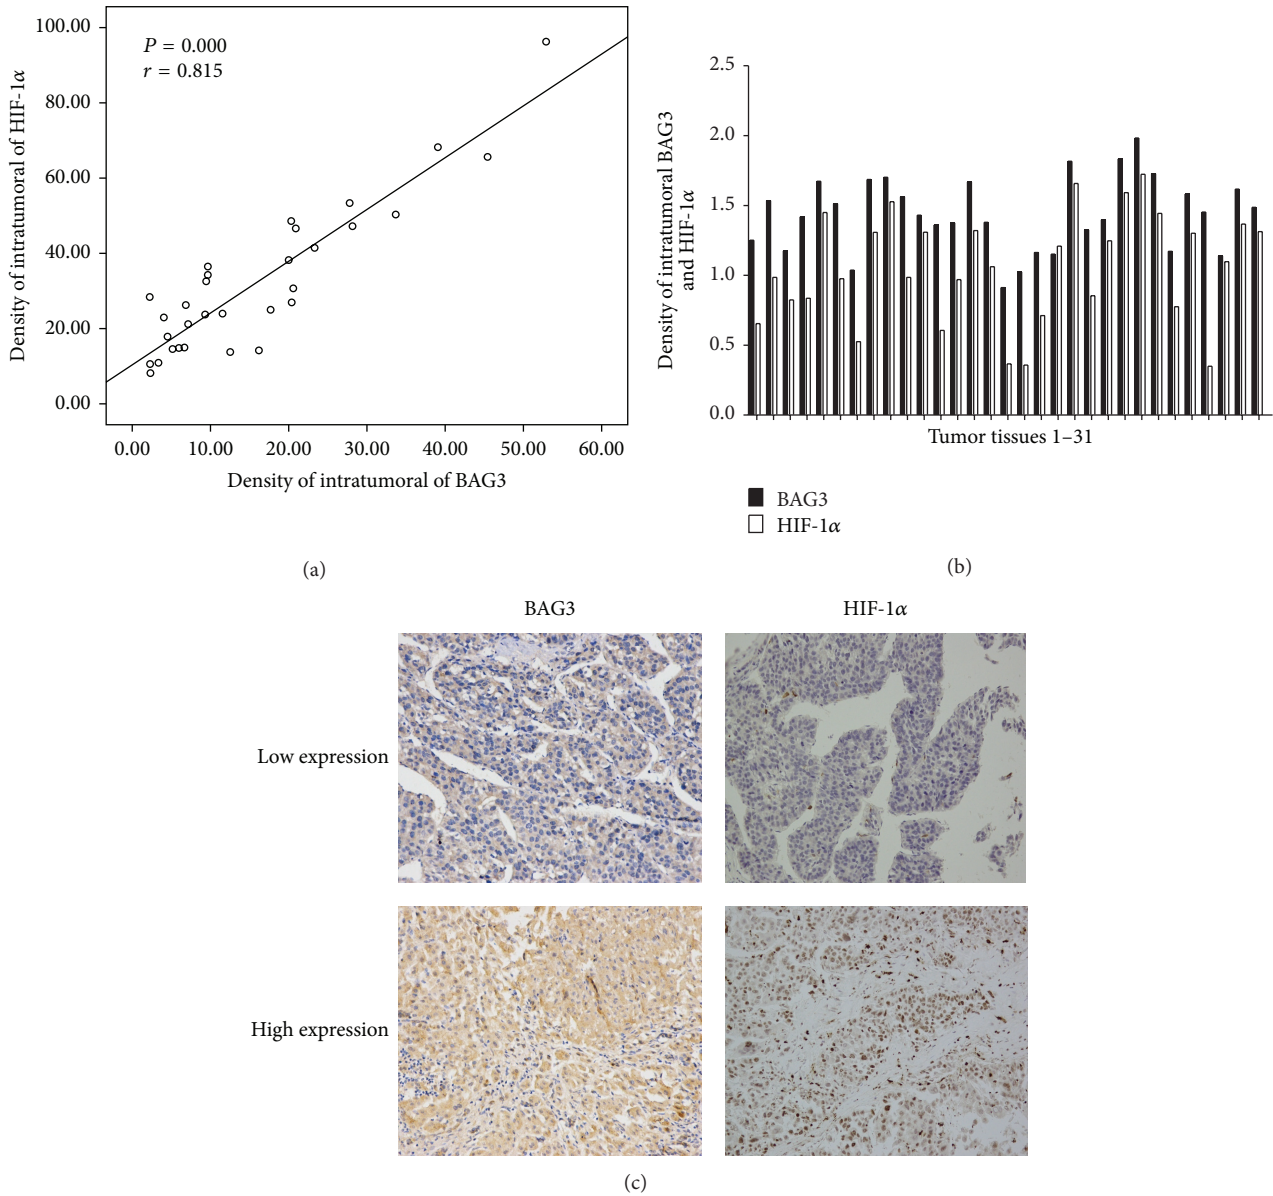 100.00
80.00
60.00
40.00
20.00
0.00
P = 0.000
r = 0.815
Density of intratumoral of HIF-1α
0.00 10.00 20.00 30.00 40.00 50.00 60.00
Density of intratumoral of BAG3
(a)
2.5
2.0
1.5
1.0
0.5
0.0
Density of intratumoral BAG3
and HIF-1α
Tumor tissues 1–31
BAG3
HIF-1α
(b)
BAG3 HIF-1α
Low expression
High expression
(c)